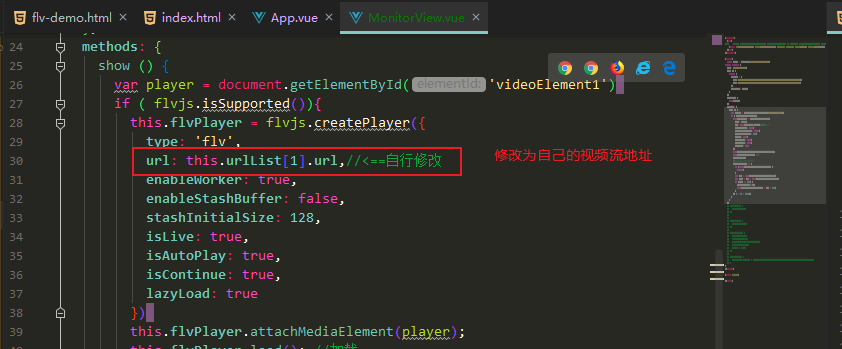 flv-demo.html × index.html × App.vue × MonitorView.vue ×
24 methods: {
25 show () {
26 var player = document.getElementById( elementId: 'videoElement1')
27 if ( flvjs.isSupported()){
28 this.flvPlayer = flvjs.createPlayer({
29 type: 'flv',
30 url: this.urlList[1].url,//<==自行修改 修改为自己的视频流地址
31 enableWorker: true,
32 enableStashBuffer: false,
33 stashInitialSize: 128,
34 isLive: true,
35 isAutoPlay: true,
36 isContinue: true,
37 lazyLoad: true
38 })
39 this.flvPlayer.attachMediaElement(player);